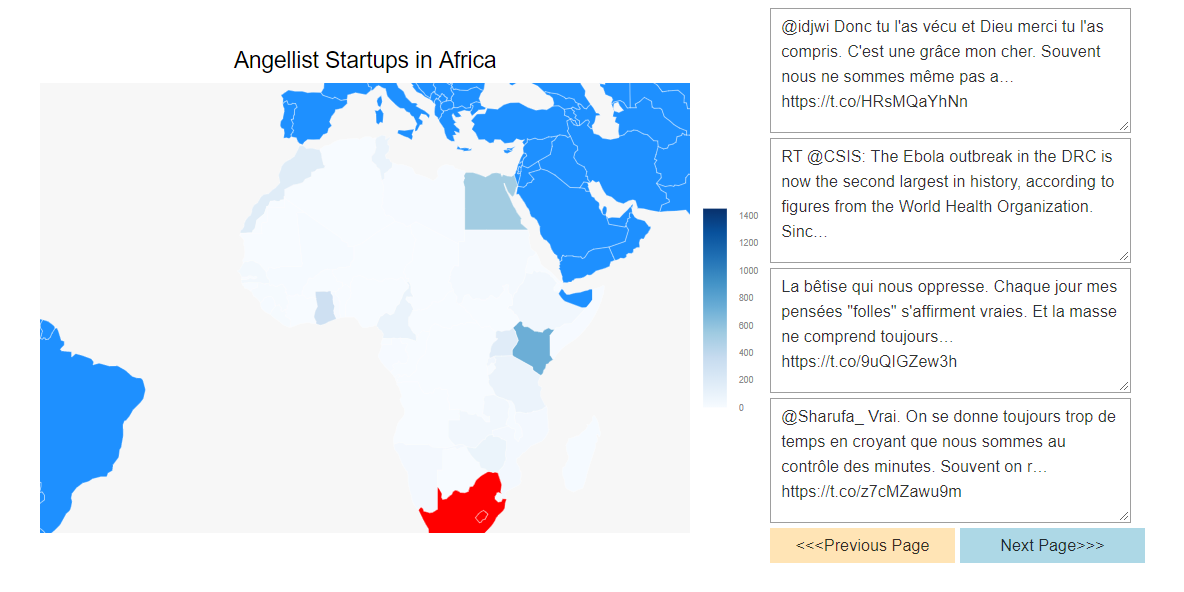 Angellist Startups in Africa
1400
1200
1000
800
600
400
200
0
@idjwi Donc tu l'as vécu et Dieu merci tu l'as
compris. C'est une grâce mon cher. Souvent
nous ne sommes même pas a…
https://t.co/HRsMQaYhNn
RT @CSIS: The Ebola outbreak in the DRC is
now the second largest in history, according to
figures from the World Health Organization.
Sinc…
La bêtise qui nous oppresse. Chaque jour mes
pensées "folles" s'affirment vraies. Et la masse
ne comprend toujours…
https://t.co/9uQIGZew3h
@Sharufa_ Vrai. On se donne toujours trop de
temps en croyant que nous sommes au
contrôle des minutes. Souvent on r…
https://t.co/z7cMZawu9m
<<<Previous Page
Next Page>>>